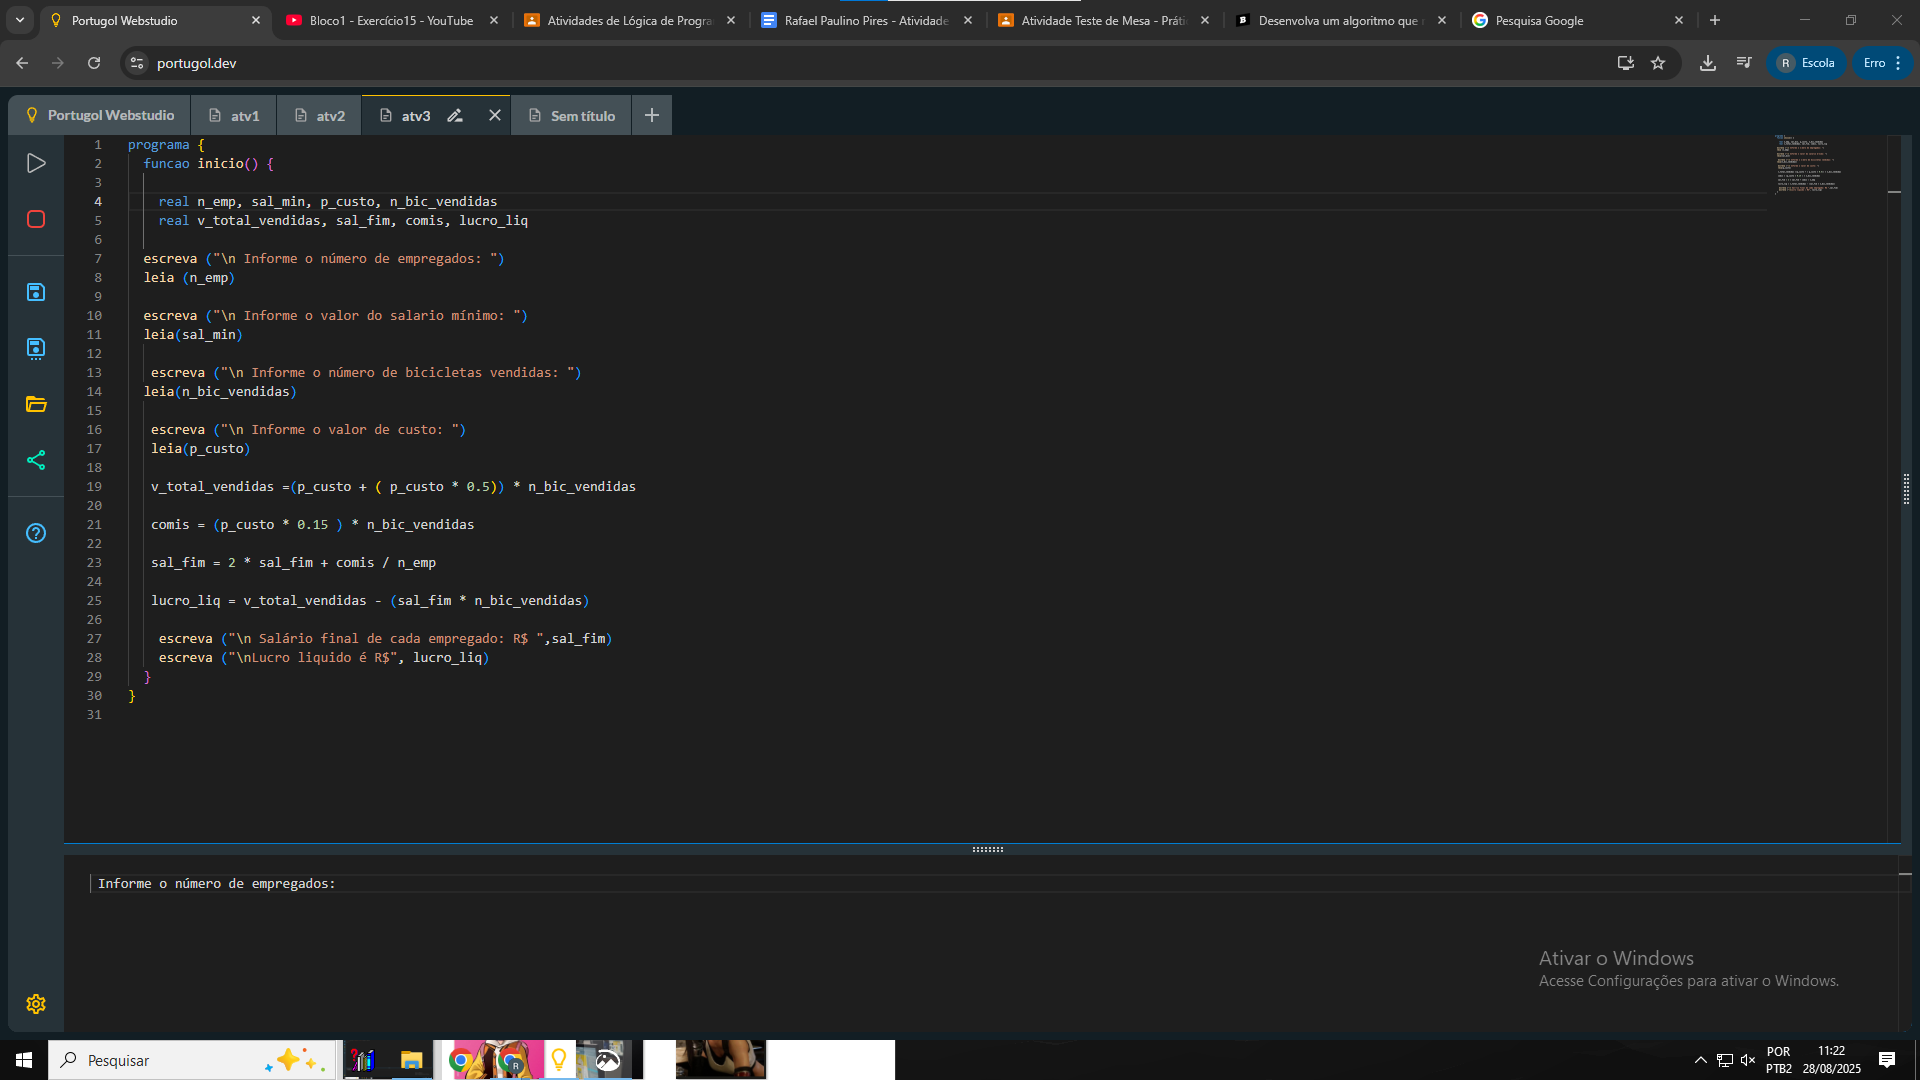 Portugol Webstudio
Bloco1 - Exercício15 - YouTube
Atividades de Lógica de Progra
Rafael Paulino Pires - Atividade
Atividade Teste de Mesa - Práti
Desenvolva um algoritmo que
Pesquisa Google
portugol.dev
R Escola
Erro
Portugol Webstudio
atv1
atv2
atv3
Sem título
1 programa {
2 funcao inicio() {
3
4 real n_emp, sal_min, p_custo, n_bic_vendidas
5 real v_total_vendidas, sal_fim, comis, lucro_liq
6
7 escreva ("\n Informe o número de empregados: ")
8 leia (n_emp)
9
10 escreva ("\n Informe o valor do salario mínimo: ")
11 leia(sal_min)
12
13 escreva ("\n Informe o número de bicicletas vendidas: ")
14 leia(n_bic_vendidas)
15
16 escreva ("\n Informe o valor de custo: ")
17 leia(p_custo)
18
19 v_total_vendidas =(p_custo + ( p_custo * 0.5)) * n_bic_vendidas
20
21 comis = (p_custo * 0.15 ) * n_bic_vendidas
22
23 sal_fim = 2 * sal_fim + comis / n_emp
24
25 lucro_liq = v_total_vendidas - (sal_fim * n_bic_vendidas)
26
27 escreva ("\n Salário final de cada empregado: R$ ",sal_fim)
28 escreva ("\nLucro liquido é R$", lucro_liq)
29 }
30 }
31
Informe o número de empregados:
Ativar o Windows
Acesse Configurações para ativar o Windows.
Pesquisar
R
POR
PTB2
11:22
28/08/2025